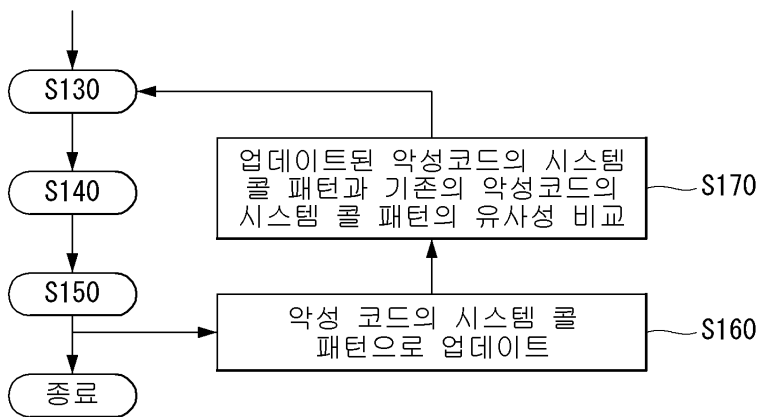 S130
S140
S150
종료
업데이트된 악성코드의 시스템
콜 패턴과 기존의 악성코드의
시스템 콜 패턴의 유사성 비교
S170
악성 코드의 시스템 콜
패턴으로 업데이트
S160